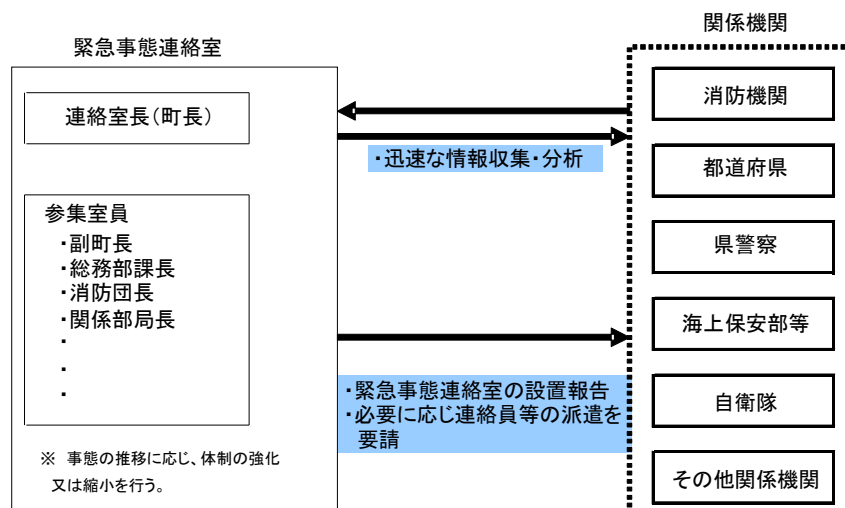 緊急事態連絡室
連絡室長(町長)
参集室員
・副町長
・総務部課長
・消防団長
・関係部局長
・
・
・
※ 事態の推移に応じ、体制の強化
又は縮小を行う。
・迅速な情報収集・分析
・緊急事態連絡室の設置報告
・必要に応じ連絡員等の派遣を
要請
関係機関
消防機関
都道府県
県警察
海上保安部等
自衛隊
その他関係機関